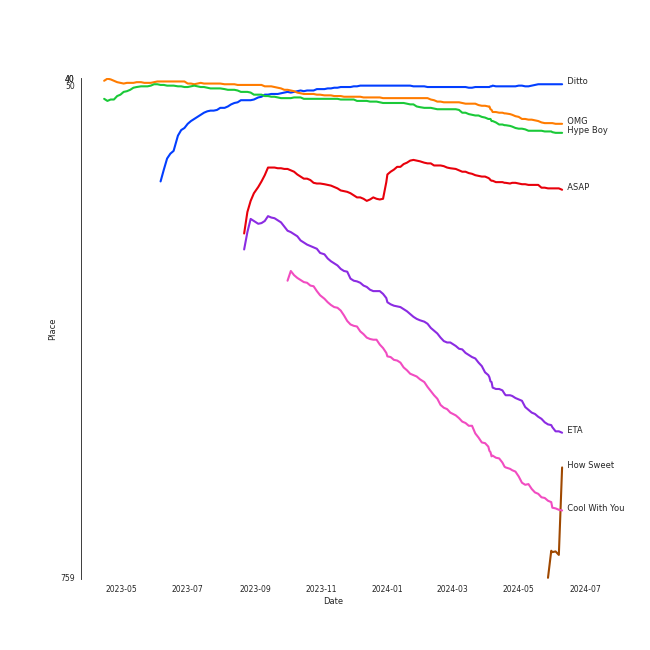 40
50
Ditto
OMG
Hype Boy
ASAP
Place
ETA
How Sweet
Cool With You
759
2023-05 2023-07 2023-09 2023-11 2024-01 2024-03 2024-05 2024-07
Date